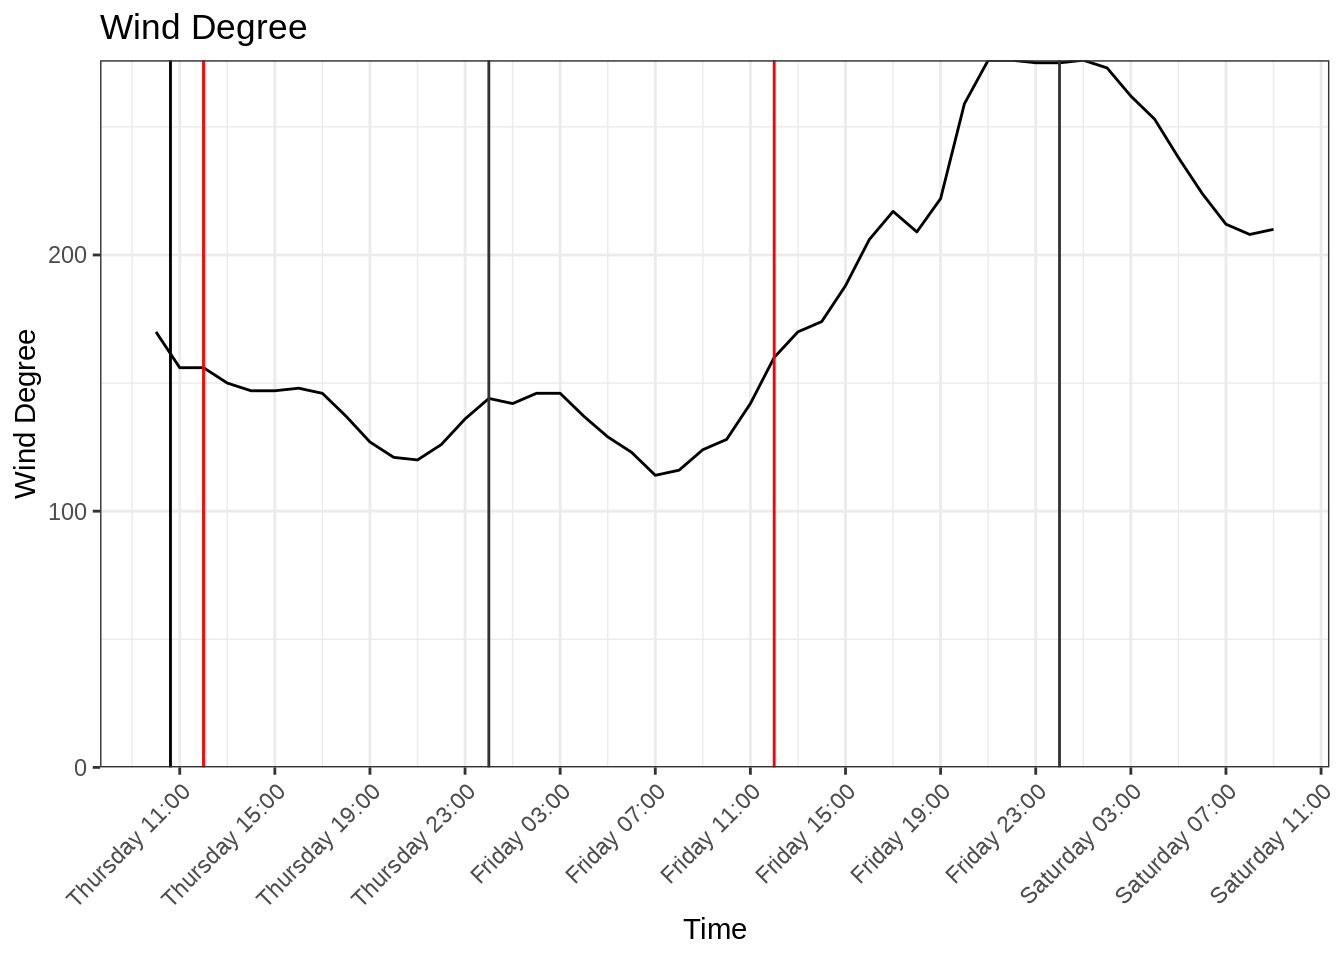 Wind Degree
Wind Degree
200
100
0
Thursday 11:00
Thursday 15:00
Thursday 19:00
Thursday 23:00
Friday 03:00
Friday 07:00
Friday 11:00
Friday 15:00
Friday 19:00
Friday 23:00
Saturday 03:00
Saturday 07:00
Saturday 11:00
Time